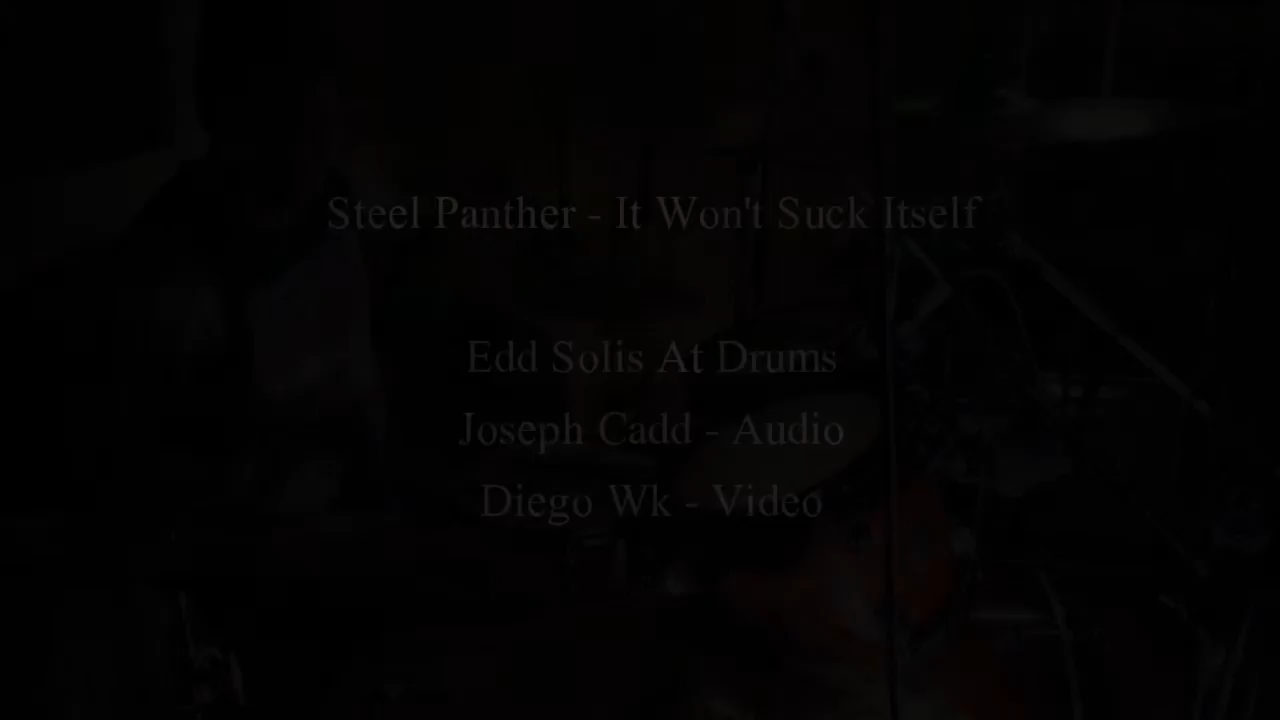 Steel Panther - It Won't Suck Itself
Edd Solis At Drums
Joseph Cadd - Audio
Diego Wk - Video